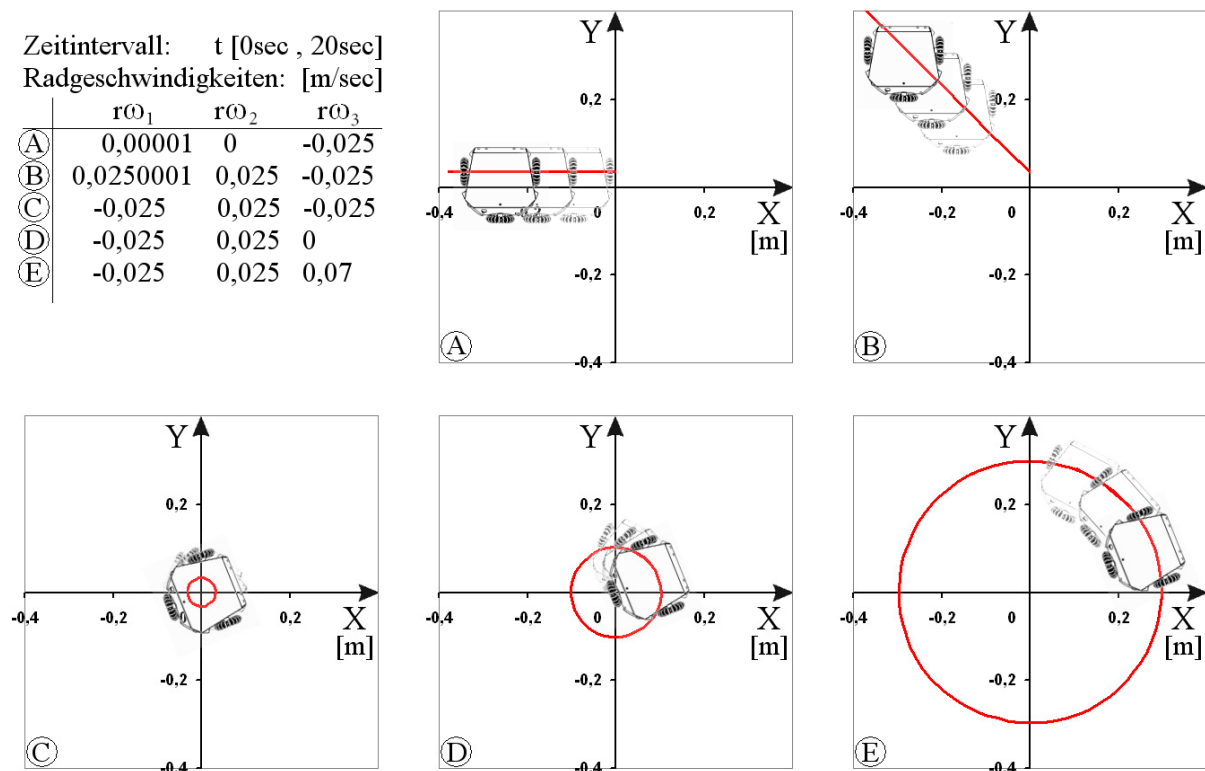 Zeitintervall: t [0sec , 20sec]
Radgeschwindigkeiten: [m/sec]
rω₁ rω₂ rω₃
A 0,00001 0 -0,025
B 0,0250001 0,025 -0,025
C -0,025 0,025 -0,025
D -0,025 0,025 0
E -0,025 0,025 0,07
Y
0,2
-0,4 -0,2 0 0,2 X
[m]
-0,2
-0,4
A
Y
0,2
-0,4 -0,2 0 0,2 X
[m]
-0,2
-0,4
B
Y
0,2
-0,4 -0,2 0 0,2 X
[m]
-0,2
-0,4
C
Y
0,2
-0,4 -0,2 0 0,2 X
[m]
-0,2
-0,4
D
Y
0,2
-0,4 -0,2 0 0,2 X
[m]
-0,2
-0,4
E